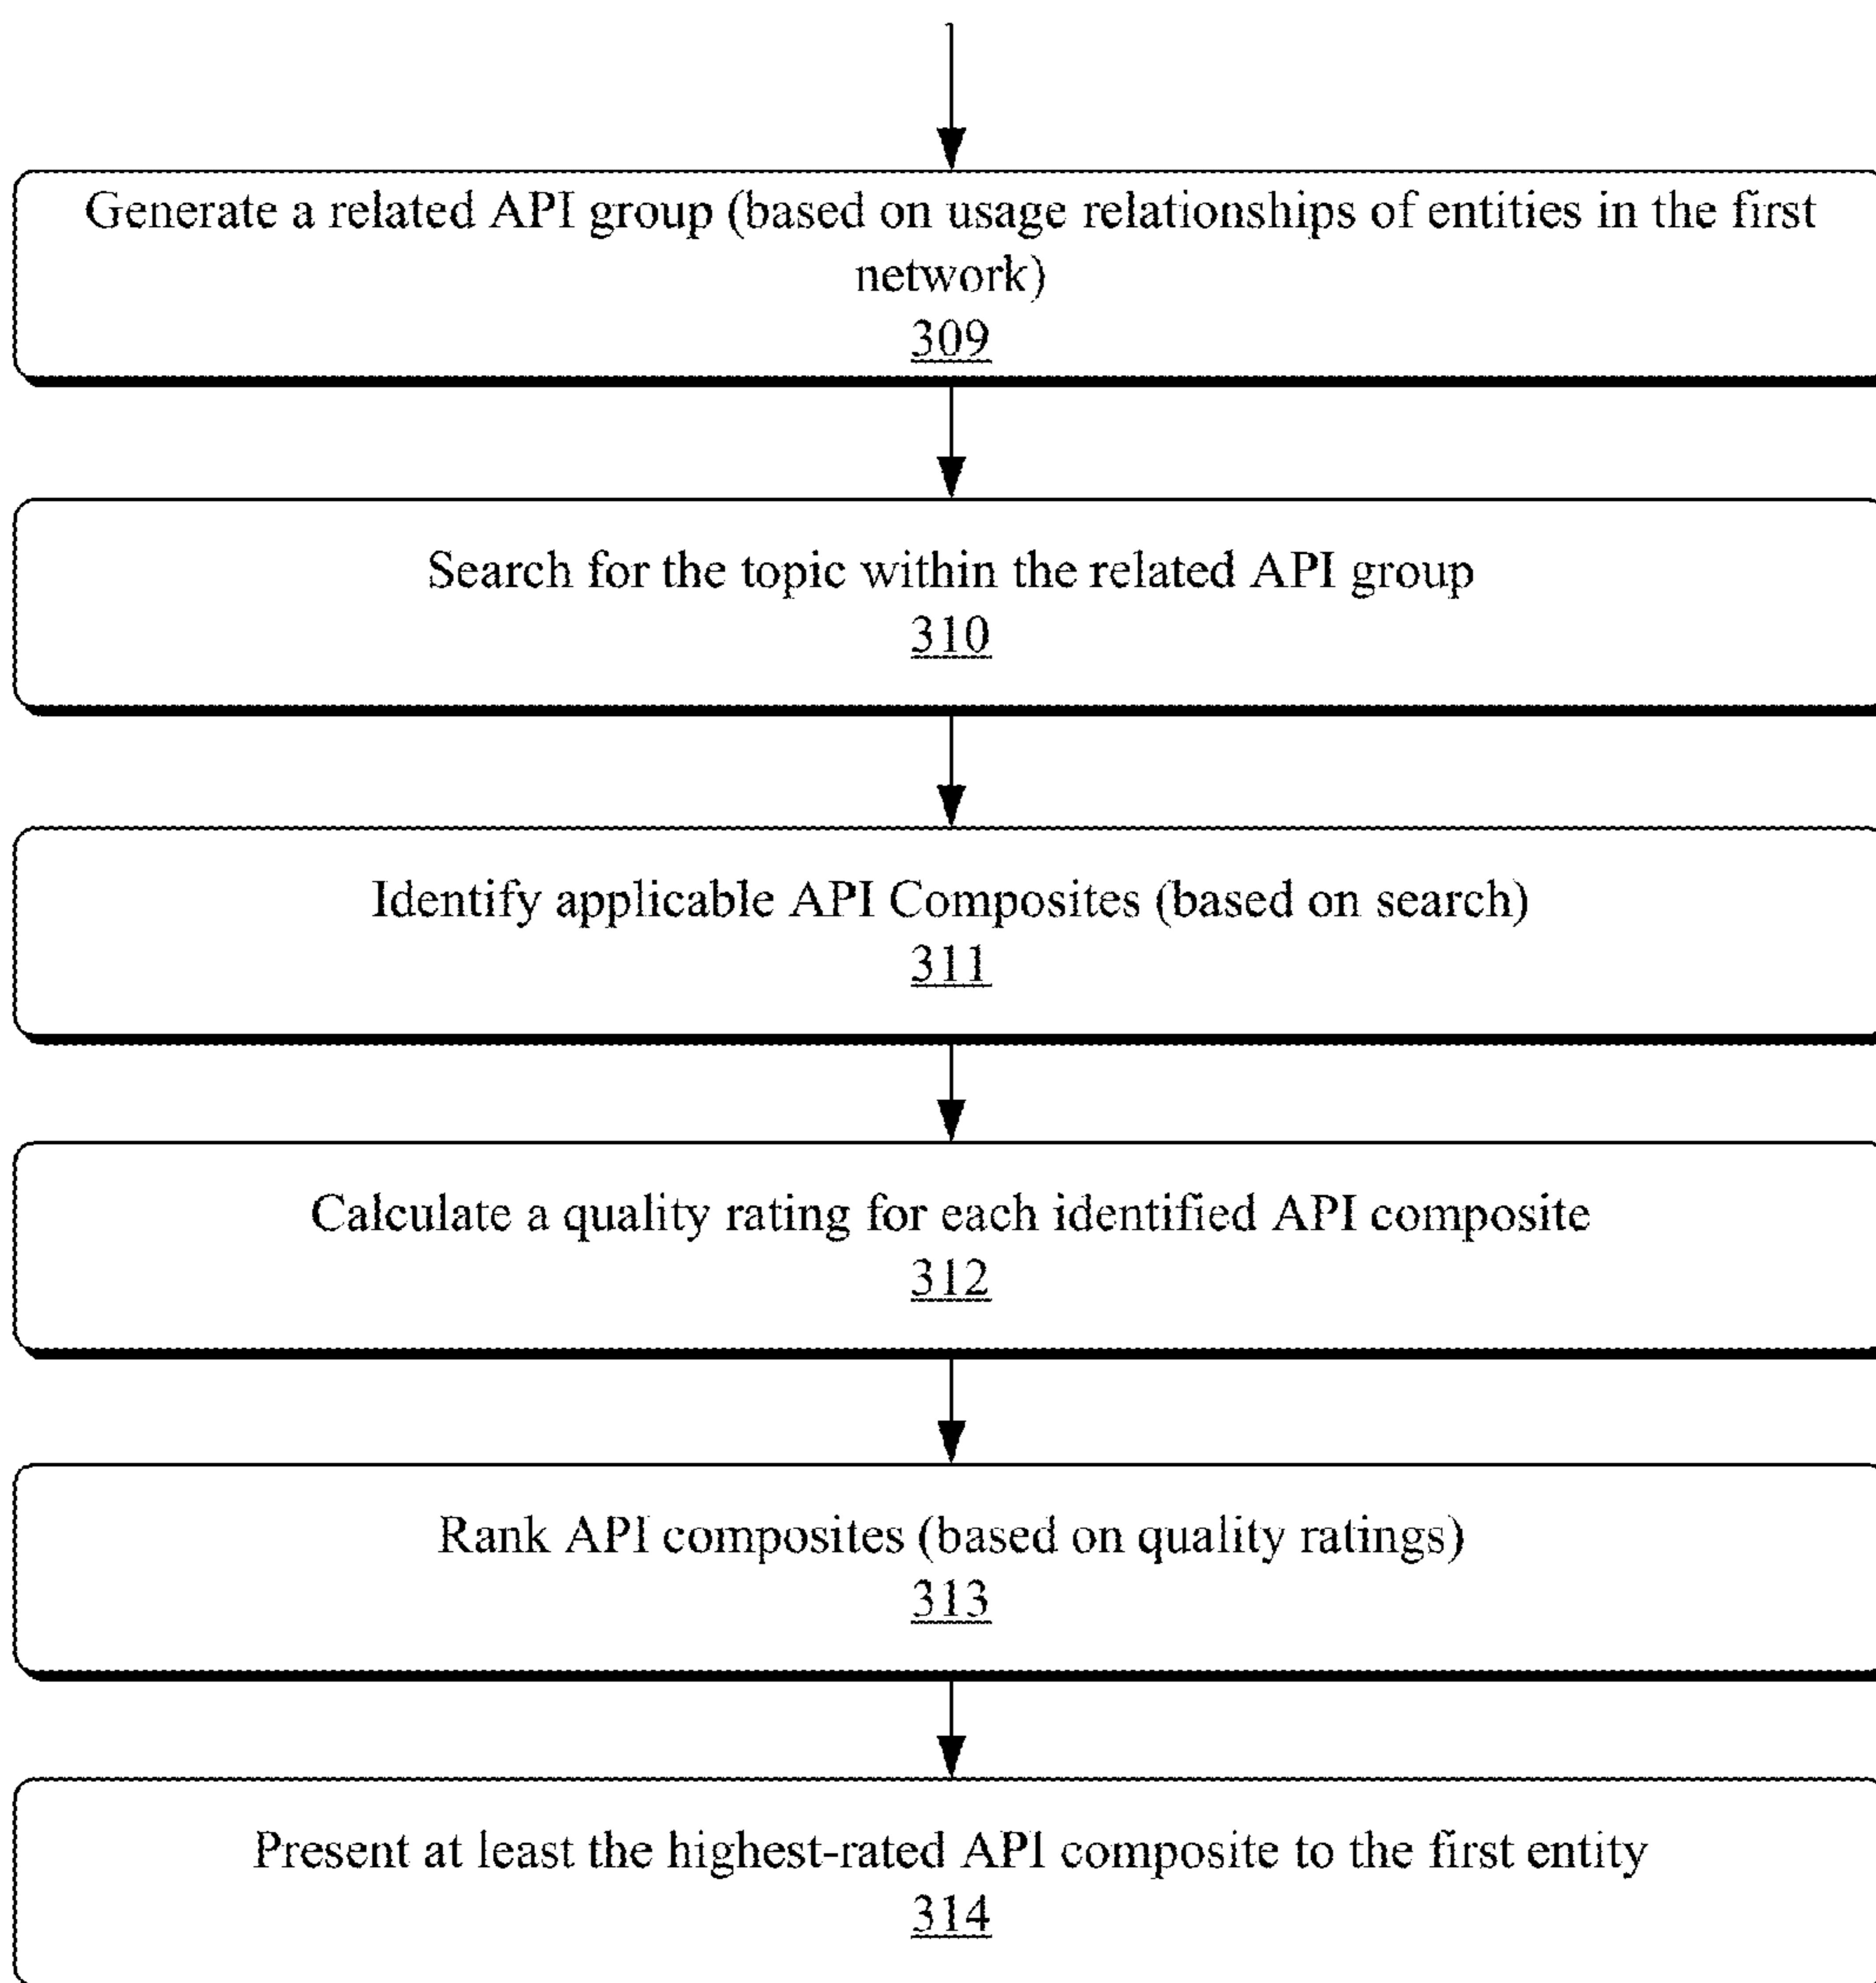 Generate a related API group (based on usage relationships of entities in the first
network)
309
Search for the topic within the related API group
310
Identify applicable API Composites (based on search)
311
Calculate a quality rating for each identified API composite
312
Rank API composites (based on quality ratings)
313
Present at least the highest-rated API composite to the first entity
314